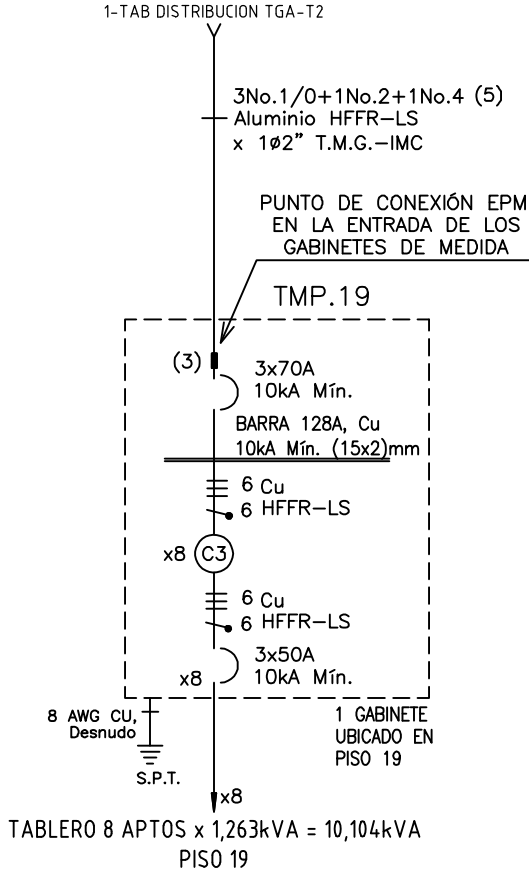 1-TAB DISTRIBUCION TGA-T2
3No.1/0+1No.2+1No.4 (5)
Aluminio HFFR-LS
x 1ø2" T.M.G.-IMC
PUNTO DE CONEXIÓN EPM
EN LA ENTRADA DE LOS
GABINETES DE MEDIDA
TMP.19
(3)
3x70A
10kA Mín.
BARRA 128A, Cu
10kA Mín. (15x2)mm
6 Cu
6 HFFR-LS
x8 C3
6 Cu
6 HFFR-LS
3x50A
10kA Mín.
x8
8 AWG CU,
Desnudo
S.P.T.
1 GABINETE
UBICADO EN
PISO 19
x8
TABLERO 8 APTOS x 1,263kVA = 10,104kVA
PISO 19